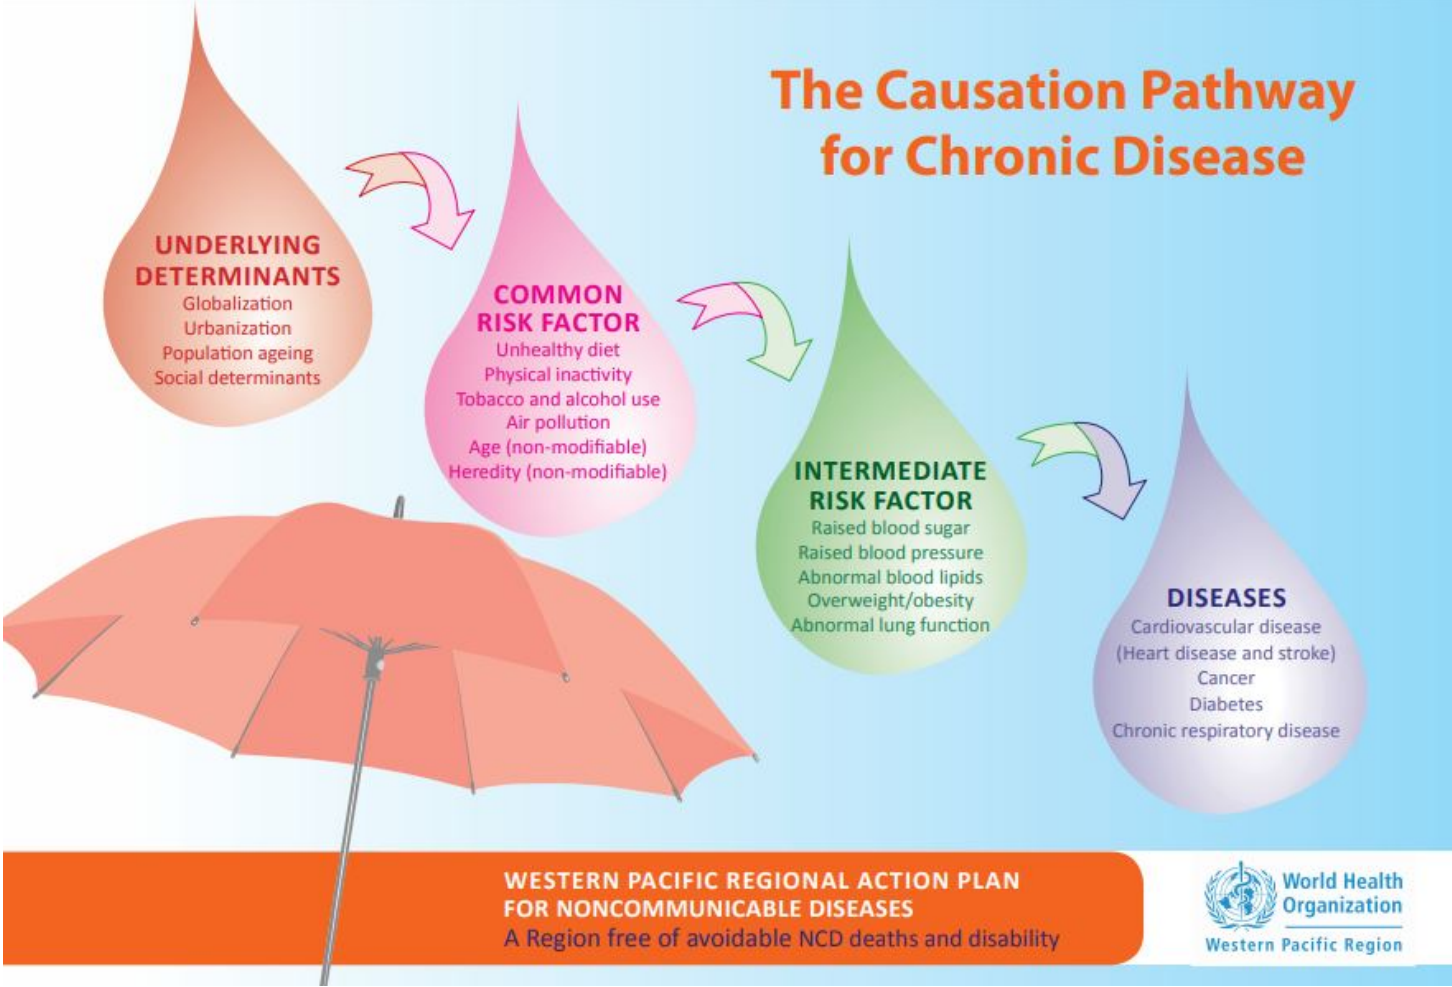 The Causation Pathway
for Chronic Disease
UNDERLYING
DETERMINANTS
Globalization
Urbanization
Population ageing
Social determinants
COMMON
RISK FACTOR
Unhealthy diet
Physical inactivity
Tobacco and alcohol use
Air pollution
Age (non-modifiable)
Heredity (non-modifiable)
INTERMEDIATE
RISK FACTOR
Raised blood sugar
Raised blood pressure
Abnormal blood lipids
Overweight/obesity
Abnormal lung function
DISEASES
Cardiovascular disease
(Heart disease and stroke)
Cancer
Diabetes
Chronic respiratory disease
WESTERN PACIFIC REGIONAL ACTION PLAN
FOR NONCOMMUNICABLE DISEASES
A Region free of avoidable NCD deaths and disability
World Health
Organization
Western Pacific Region